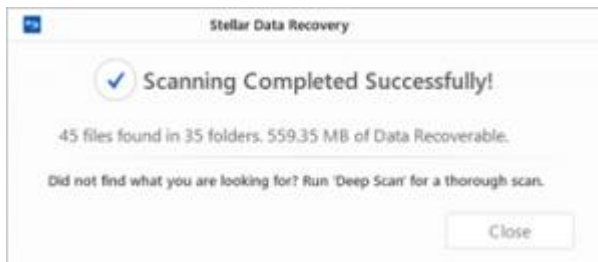 Stellar Data Recovery
Scanning Completed Successfully!
45 files found in 35 folders. 559.35 MB of Data Recoverable.
Did not find what you are looking for? Run 'Deep Scan' for a thorough scan.
Close